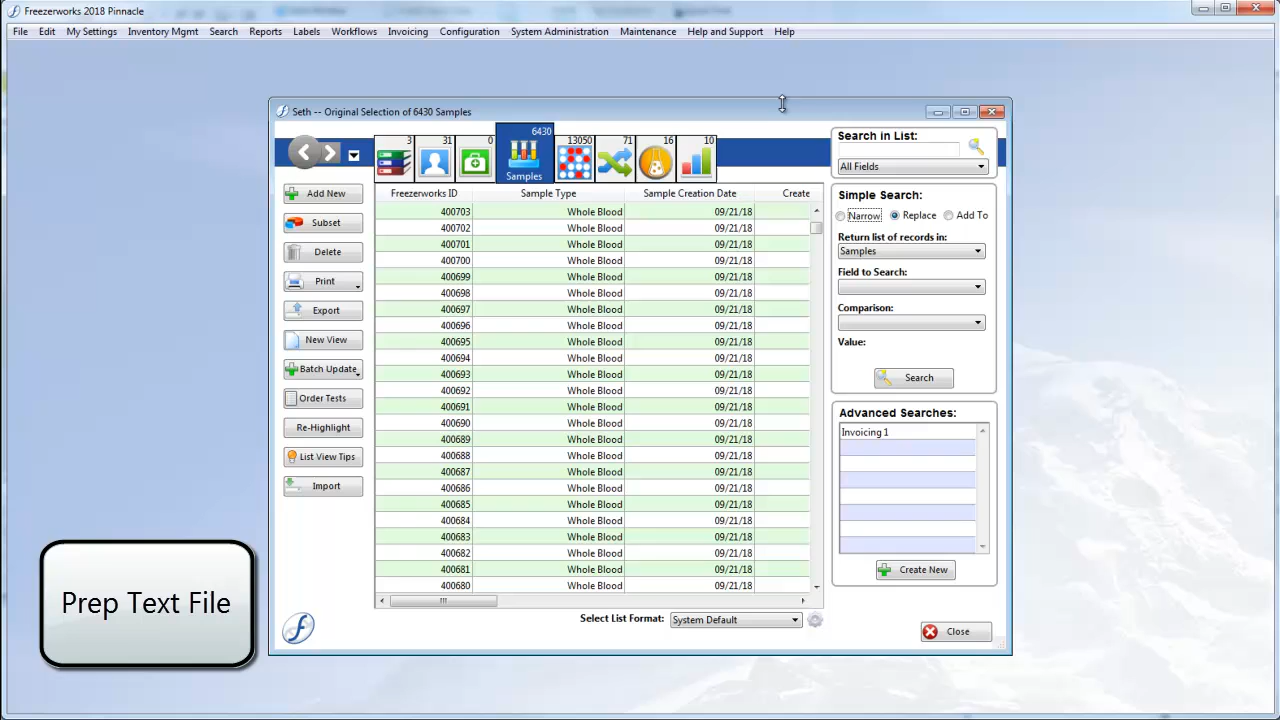 Freezerworks 2018 Pinnacle
File Edit My Settings Inventory Mgmt Search Reports Labels Workflows Invoicing Configuration System Administration Maintenance Help and Support Help
Seth -- Original Selection of 6430 Samples
3 31 0 6430 13050 71 16 10
Samples
Add New
Subset
Delete
Print
Export
New View
Batch Update
Order Tests
Re-Highlight
List View Tips
Import
Freezerworks ID Sample Type Sample Creation Date Create
400703 Whole Blood 09/21/18
400702 Whole Blood 09/21/18
400701 Whole Blood 09/21/18
400700 Whole Blood 09/21/18
400699 Whole Blood 09/21/18
400698 Whole Blood 09/21/18
400697 Whole Blood 09/21/18
400696 Whole Blood 09/21/18
400695 Whole Blood 09/21/18
400694 Whole Blood 09/21/18
400693 Whole Blood 09/21/18
400692 Whole Blood 09/21/18
400691 Whole Blood 09/21/18
400690 Whole Blood 09/21/18
400689 Whole Blood 09/21/18
400688 Whole Blood 09/21/18
400687 Whole Blood 09/21/18
400686 Whole Blood 09/21/18
400685 Whole Blood 09/21/18
400684 Whole Blood 09/21/18
400683 Whole Blood 09/21/18
400682 Whole Blood 09/21/18
400681 Whole Blood 09/21/18
400680 Whole Blood 09/21/18
Select List Format: System Default
Search in List:
All Fields
Simple Search:
Narrow Replace Add To
Return list of records in:
Samples
Field to Search:
Comparison:
Value:
Search
Advanced Searches:
Invoicing 1
Create New
Close
Prep Text File